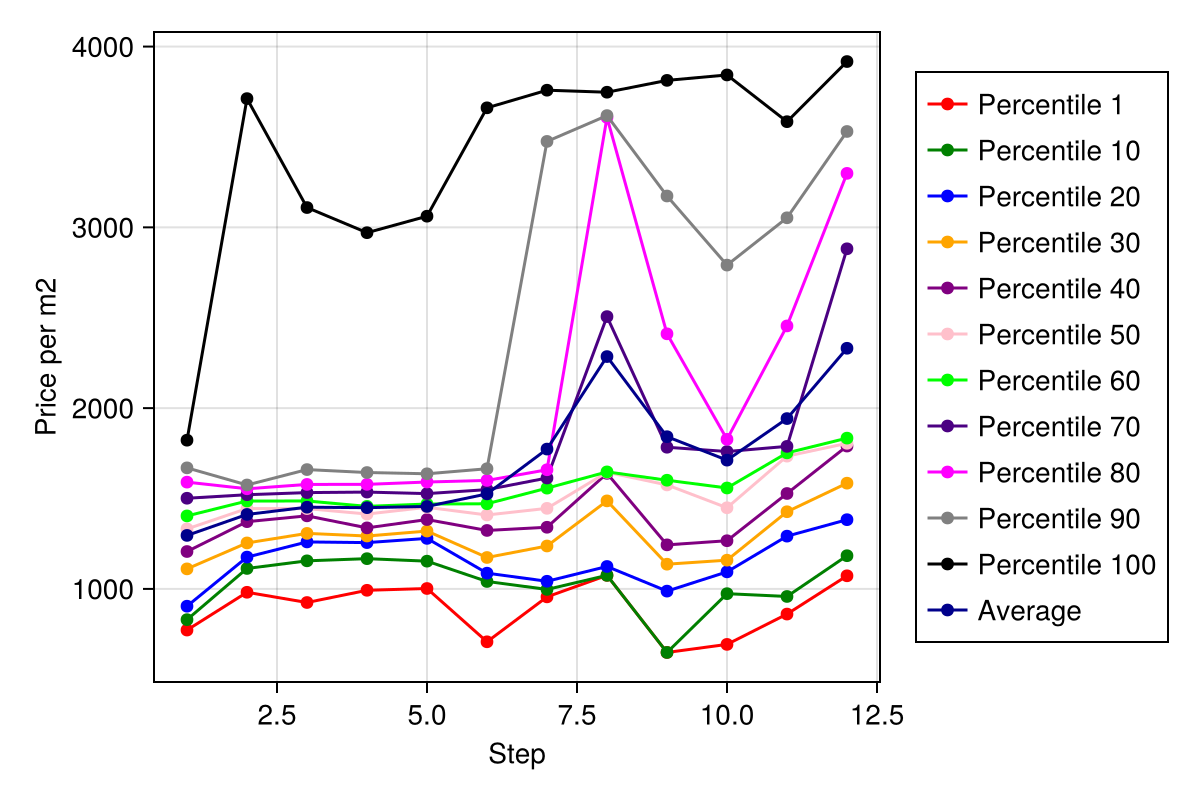 4000
3000
2000
1000
Price per m2
2.5
5.0
7.5
10.0
12.5
Step
Percentile 1
Percentile 10
Percentile 20
Percentile 30
Percentile 40
Percentile 50
Percentile 60
Percentile 70
Percentile 80
Percentile 90
Percentile 100
Average